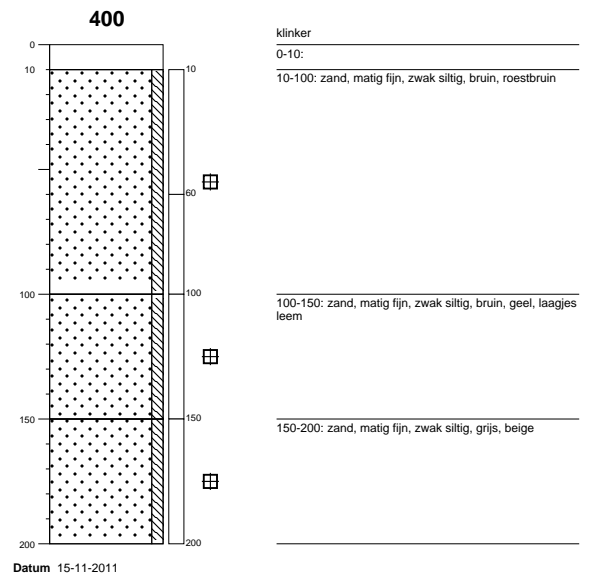 400
klinker
0
0-10:
10
10
10-100: zand, matig fijn, zwak siltig, bruin, roestbruin
60
100
100
100-150: zand, matig fijn, zwak siltig, bruin, geel, laagjes
leem
150
150
150-200: zand, matig fijn, zwak siltig, grijs, beige
200
200
Datum 15-11-2011